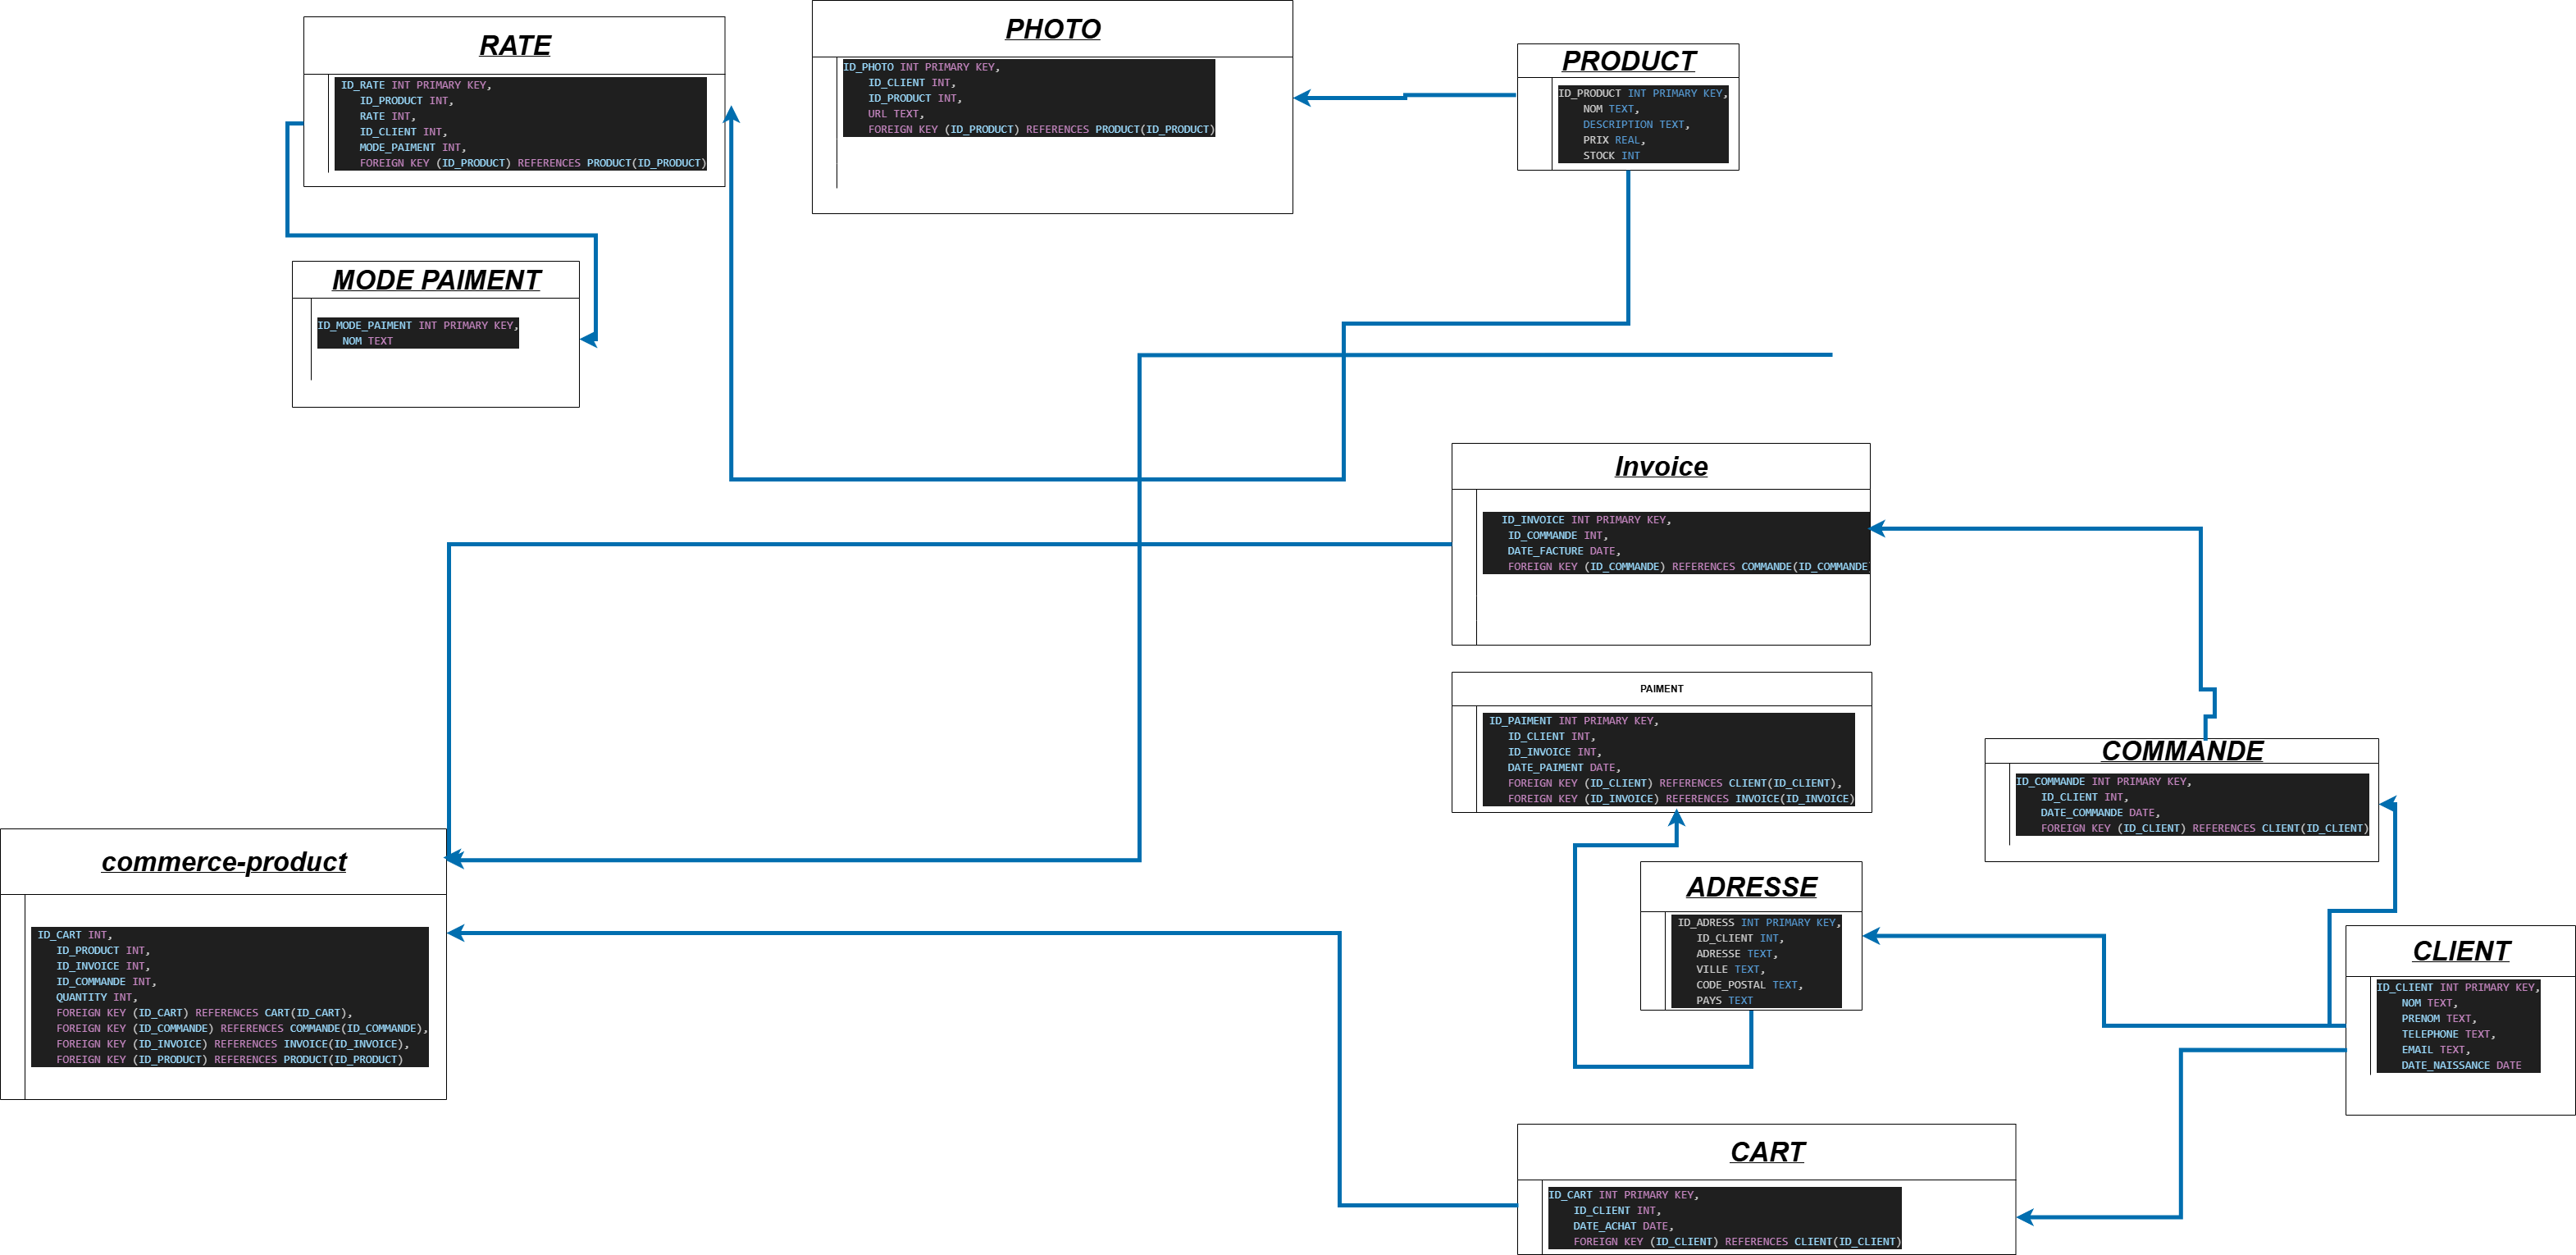 RATE
ID_RATE INT PRIMARY KEY,
ID_PRODUCT INT,
RATE INT,
ID_CLIENT INT,
MODE_PAIMENT INT,
FOREIGN KEY (ID_PRODUCT) REFERENCES PRODUCT(ID_PRODUCT)
PHOTO
ID_PHOTO INT PRIMARY KEY,
ID_CLIENT INT,
ID_PRODUCT INT,
URL TEXT,
FOREIGN KEY (ID_PRODUCT) REFERENCES PRODUCT(ID_PRODUCT)
PRODUCT
ID_PRODUCT INT PRIMARY KEY,
NOM TEXT,
DESCRIPTION TEXT,
PRIX REAL,
STOCK INT
MODE PAIMENT
ID_MODE_PAIMENT INT PRIMARY KEY,
NOM TEXT
Invoice
ID_INVOICE INT PRIMARY KEY,
ID_COMMANDE INT,
DATE_FACTURE DATE,
FOREIGN KEY (ID_COMMANDE) REFERENCES COMMANDE(ID_COMMANDE
PAIMENT
ID_PAIMENT INT PRIMARY KEY,
ID_CLIENT INT,
ID_INVOICE INT,
DATE_PAIMENT DATE,
FOREIGN KEY (ID_CLIENT) REFERENCES CLIENT(ID_CLIENT),
FOREIGN KEY (ID_INVOICE) REFERENCES INVOICE(ID_INVOICE)
COMMANDE
ID_COMMANDE INT PRIMARY KEY,
ID_CLIENT INT,
DATE_COMMANDE DATE,
FOREIGN KEY (ID_CLIENT) REFERENCES CLIENT(ID_CLIENT)
commerce-product
ID_CART INT,
ID_PRODUCT INT,
ID_INVOICE INT,
ID_COMMANDE INT,
QUANTITY INT,
FOREIGN KEY (ID_CART) REFERENCES CART(ID_CART),
FOREIGN KEY (ID_COMMANDE) REFERENCES COMMANDE(ID_COMMANDE),
FOREIGN KEY (ID_INVOICE) REFERENCES INVOICE(ID_INVOICE),
FOREIGN KEY (ID_PRODUCT) REFERENCES PRODUCT(ID_PRODUCT)
ADRESSE
ID_ADRESS INT PRIMARY KEY,
ID_CLIENT INT,
ADRESSE TEXT,
VILLE TEXT,
CODE_POSTAL TEXT,
PAYS TEXT
CLIENT
ID_CLIENT INT PRIMARY KEY,
NOM TEXT,
PRENOM TEXT,
TELEPHONE TEXT,
EMAIL TEXT,
DATE_NAISSANCE DATE
CART
ID_CART INT PRIMARY KEY,
ID_CLIENT INT,
DATE_ACHAT DATE,
FOREIGN KEY (ID_CLIENT) REFERENCES CLIENT(ID_CLIENT)